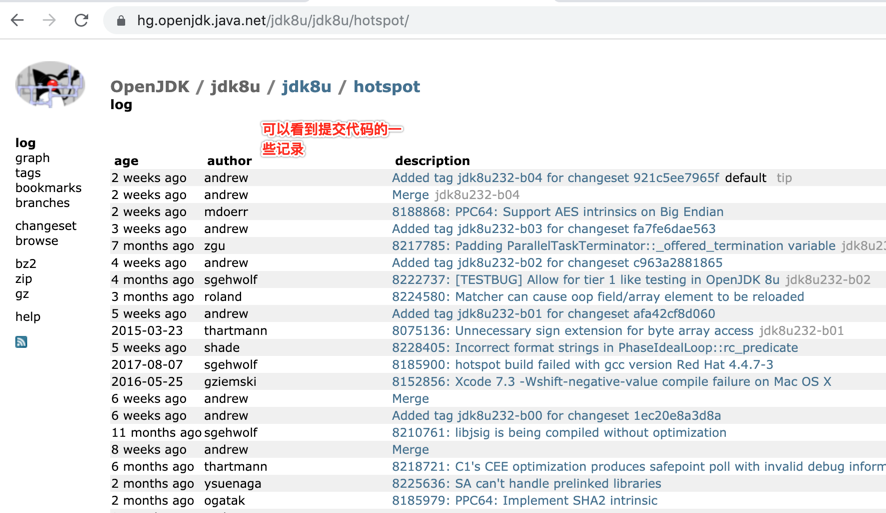 hg.openjdk.java.net/jdk8u/jdk8u/hotspot/
OpenJDK / jdk8u / jdk8u / hotspot
log
可以看到提交代码的一
些记录
log
graph
tags
bookmarks
branches
changeset
browse
bz2
zip
gz
help
age author description
2 weeks ago andrew Added tag jdk8u232-b04 for changeset 921c5ee7965f default tip
2 weeks ago andrew Merge jdk8u232-b04
2 weeks ago mdoerr 8188868: PPC64: Support AES intrinsics on Big Endian
3 weeks ago andrew Added tag jdk8u232-b03 for changeset fa7fe6dae563
7 months ago zgu 8217785: Padding ParallelTaskTerminator::_offered_termination variable jdk8u23
4 weeks ago andrew Added tag jdk8u232-b02 for changeset c963a2881865
4 months ago sgehwolf 8222737: [TESTBUG] Allow for tier 1 like testing in OpenJDK 8u jdk8u232-b02
3 months ago roland 8224580: Matcher can cause oop field/array element to be reloaded
5 weeks ago andrew Added tag jdk8u232-b01 for changeset afa42cf8d060
2015-03-23 thartmann 8075136: Unnecessary sign extension for byte array access jdk8u232-b01
5 weeks ago shade 8228405: Incorrect format strings in PhaseIdealLoop::rc_predicate
2017-08-07 sgehwolf 8185900: hotspot build failed with gcc version Red Hat 4.4.7-3
2016-05-25 gziemski 8152856: Xcode 7.3 -Wshift-negative-value compile failure on Mac OS X
6 weeks ago andrew Merge
6 weeks ago andrew Added tag jdk8u232-b00 for changeset 1ec20e8a3d8a
11 months ago sgehwolf 8210761: libjsig is being compiled without optimization
8 weeks ago andrew Merge
6 months ago thartmann 8218721: C1's CEE optimization produces safepoint poll with invalid debug inform
2 months ago ysuenaga 8225636: SA can't handle prelinked libraries
2 months ago ogatak 8185979: PPC64: Implement SHA2 intrinsic